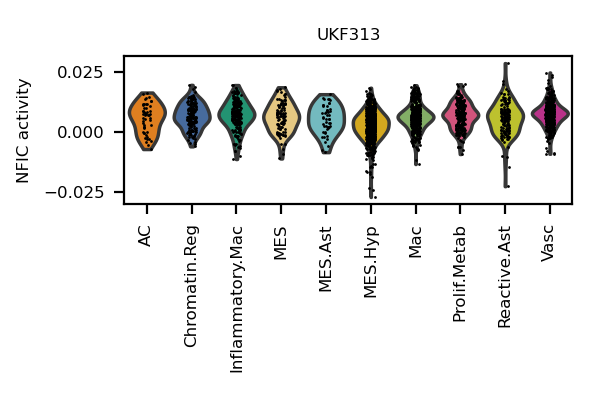 UKF313
NFIC activity
0.025
0.000
−0.025
AC
Chromatin.Reg
Inflammatory.Mac
MES
MES.Ast
MES.Hyp
Mac
Prolif.Metab
Reactive.Ast
Vasc